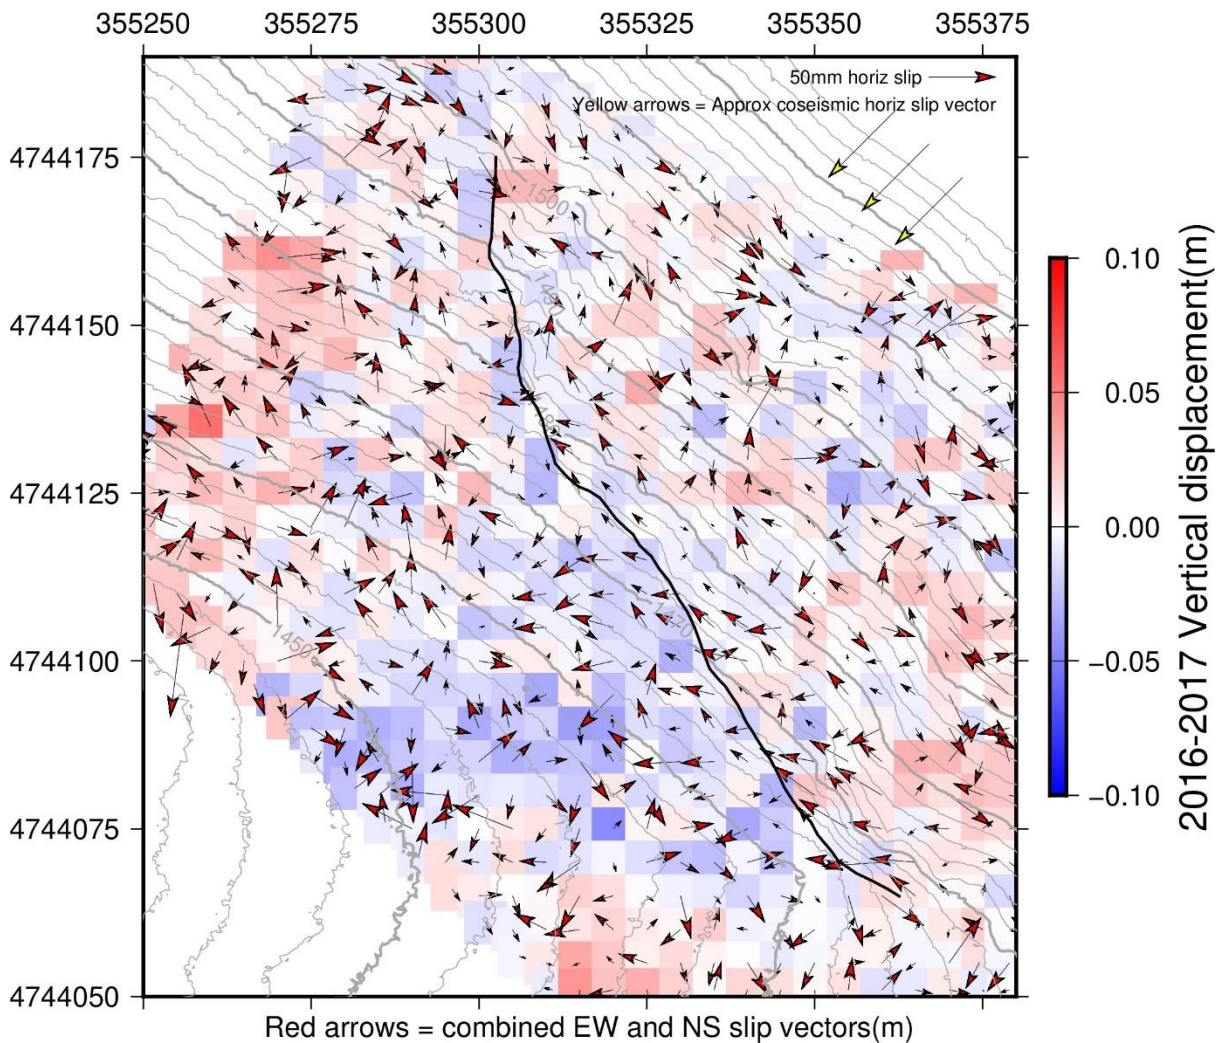 355250 355275 355300 355325 355350 355375
50mm horiz slip
Yellow arrows = Approx coseismic horiz slip vector
4744175
1500
4744150
4744125
1470
4744100
1450
4744075
4744050
0.10
0.05
0.00
−0.05
−0.10
2016-2017 Vertical displacement(m)
Red arrows = combined EW and NS slip vectors(m)